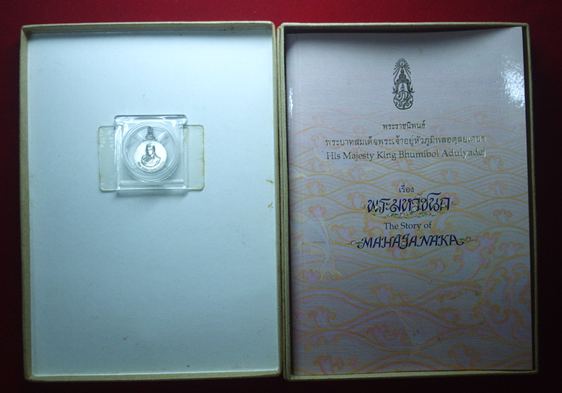 พระราชนิพนธ์
พระบาทสมเด็จพระเจ้าอยู่หัวภูมิพลอดุลยเดช
His Majesty King Bhumibol Adulyadej
เรื่อง
พระมหาชนก
The Story of
MAHAJANAKA